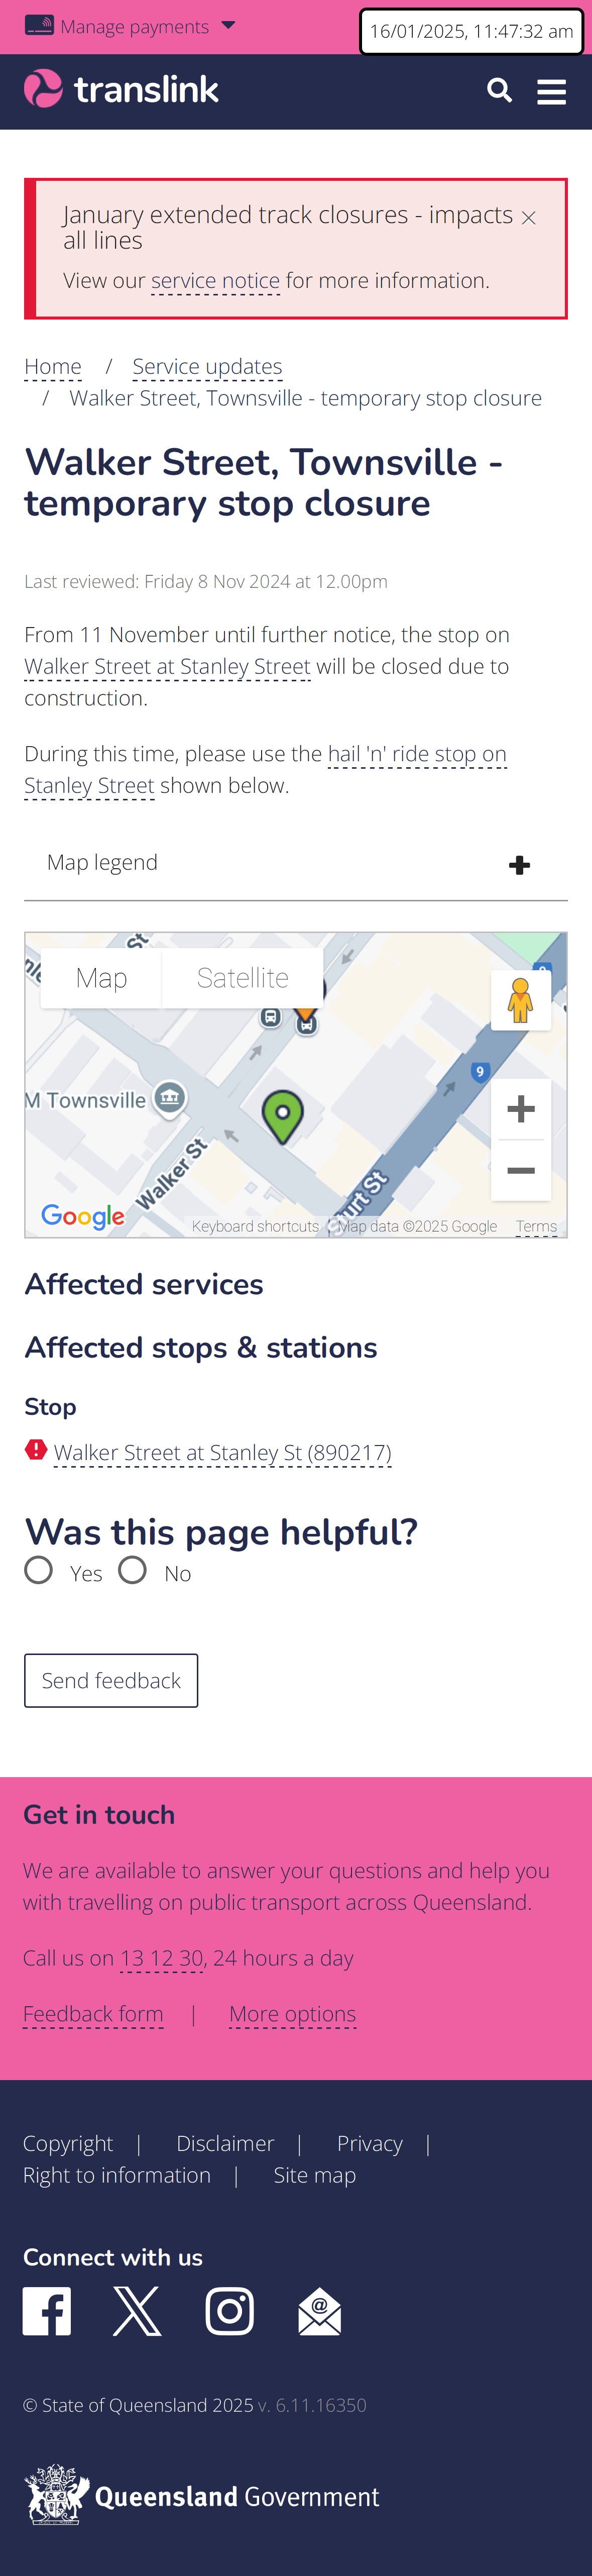 Manage payments
16/01/2025, 11:47:32 am
translink
January extended track closures - impacts
all lines
View our service notice for more information.
Home / Service updates
/ Walker Street, Townsville - temporary stop closure
Walker Street, Townsville -
temporary stop closure
Last reviewed: Friday 8 Nov 2024 at 12.00pm
From 11 November until further notice, the stop on
Walker Street at Stanley Street will be closed due to
construction.
During this time, please use the hail 'n' ride stop on
Stanley Street shown below.
Map legend
Map Satellite
9
M Townsville
Walker St
Google
Keyboard shortcuts Map data ©2025 Google Terms
Affected services
Affected stops & stations
Stop
Walker Street at Stanley St (890217)
Was this page helpful?
Yes No
Send feedback
Get in touch
We are available to answer your questions and help you
with travelling on public transport across Queensland.
Call us on 13 12 30, 24 hours a day
Feedback form | More options
Copyright | Disclaimer | Privacy |
Right to information | Site map
Connect with us
© State of Queensland 2025 v. 6.11.16350
Queensland Government